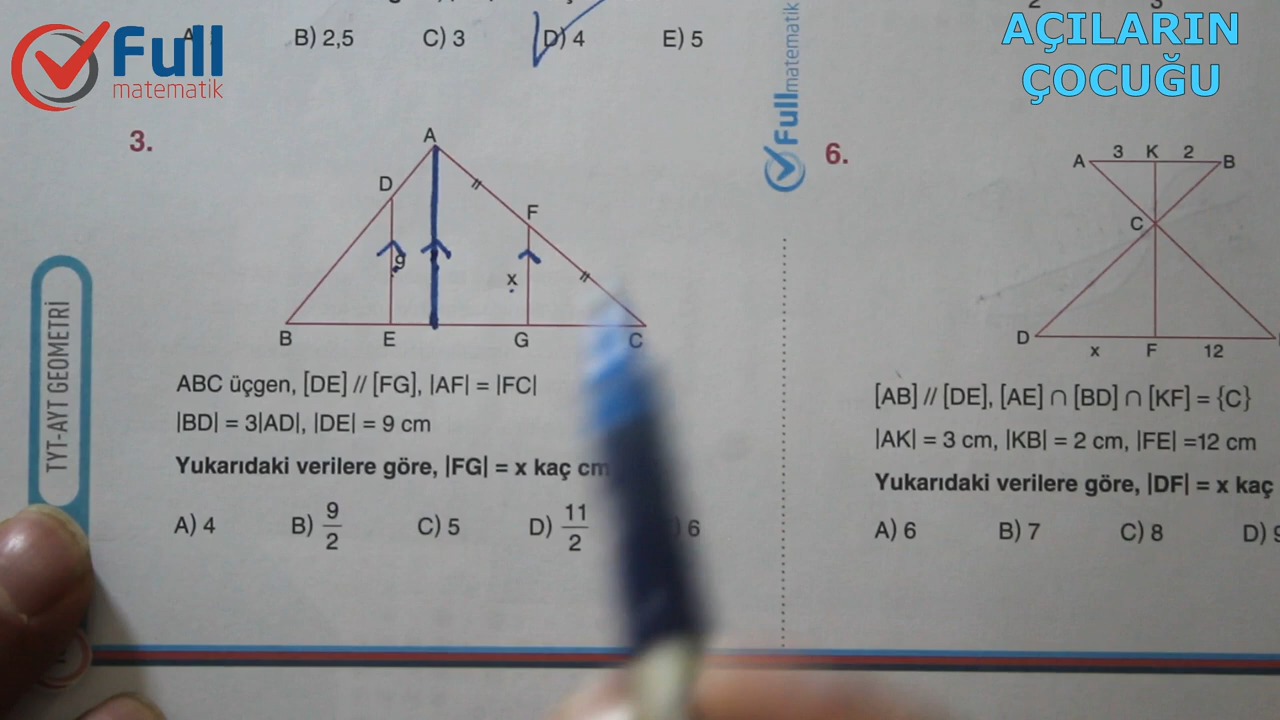 Full
matematik
AÇILARIN
ÇOCUĞU
B) 2,5 C) 3 D) 4 E) 5
Fullmatematik
TYT-AYT GEOMETRİ
3.
A
D
F
9
x
B E G C
ABC üçgen, [DE] // [FG], |AF| = |FC|
|BD| = 3|AD|, |DE| = 9 cm
Yukarıdaki verilere göre, |FG| = x kaç cm
A) 4 B) 9/2 C) 5 D) 11/2 ) 6
6.
A 3 K 2 B
C
D
x F 12
[AB] // [DE], [AE] ∩ [BD] ∩ [KF] = {C}
|AK| = 3 cm, |KB| = 2 cm, |FE| =12 cm
Yukarıdaki verilere göre, |DF| = x kaç
A) 6 B) 7 C) 8 D)